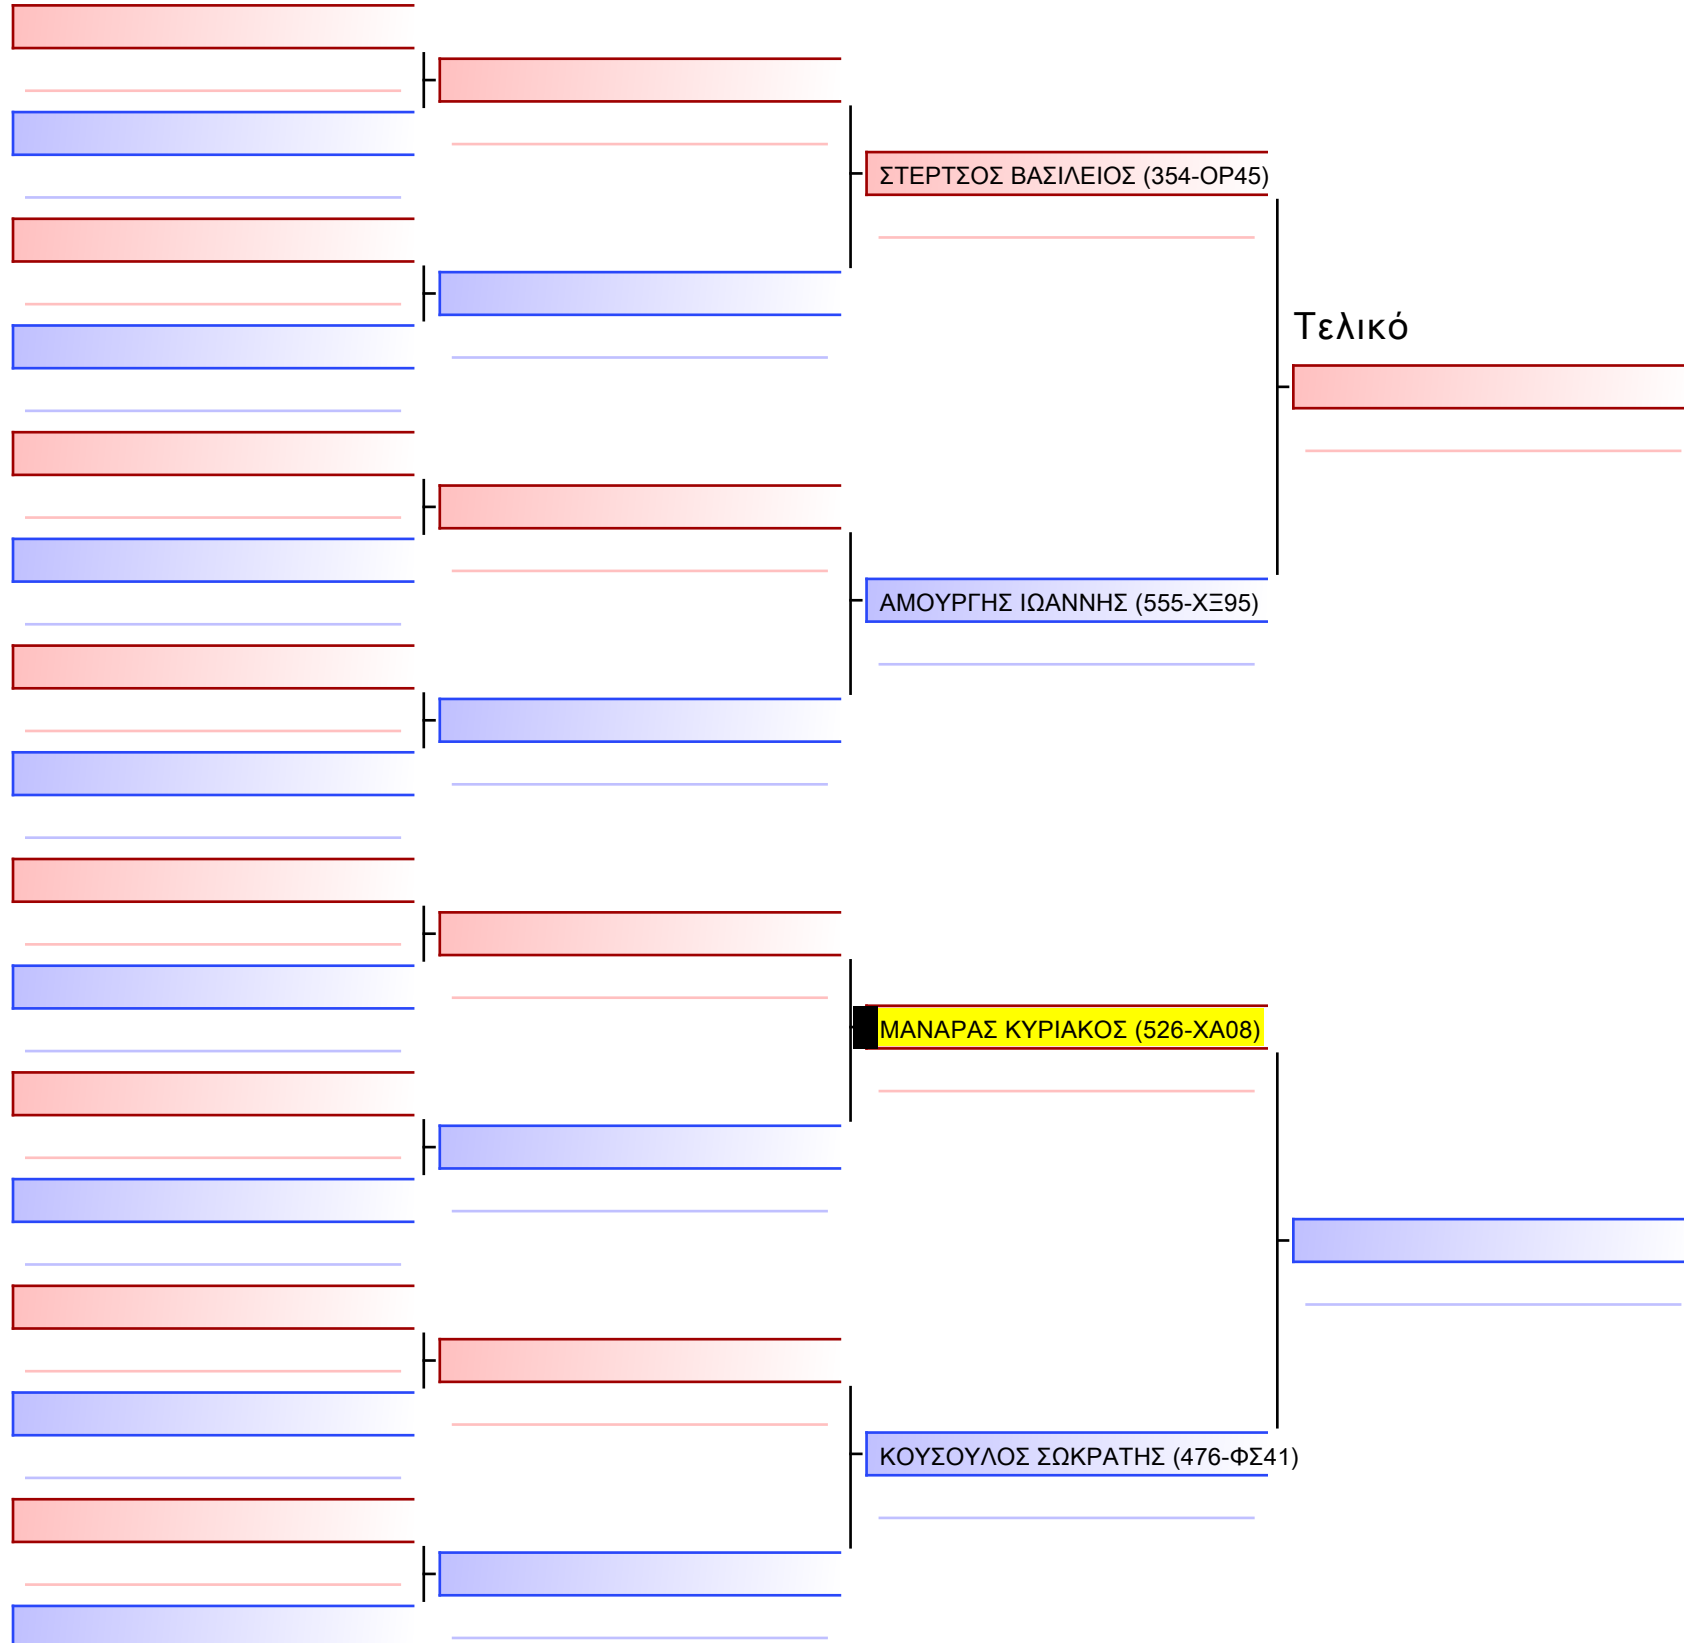 ΣΤΕΡΤΣΟΣ ΒΑΣΙΛΕΙΟΣ (354-ΟΡ45)
Τελικό
ΑΜΟΥΡΓΗΣ ΙΩΑΝΝΗΣ (555-ΧΞ95)
ΜΑΝΑΡΑΣ ΚΥΡΙΑΚΟΣ (526-ΧΑ08)
ΚΟΥΣΟΥΛΟΣ ΣΩΚΡΑΤΗΣ (476-ΦΣ41)